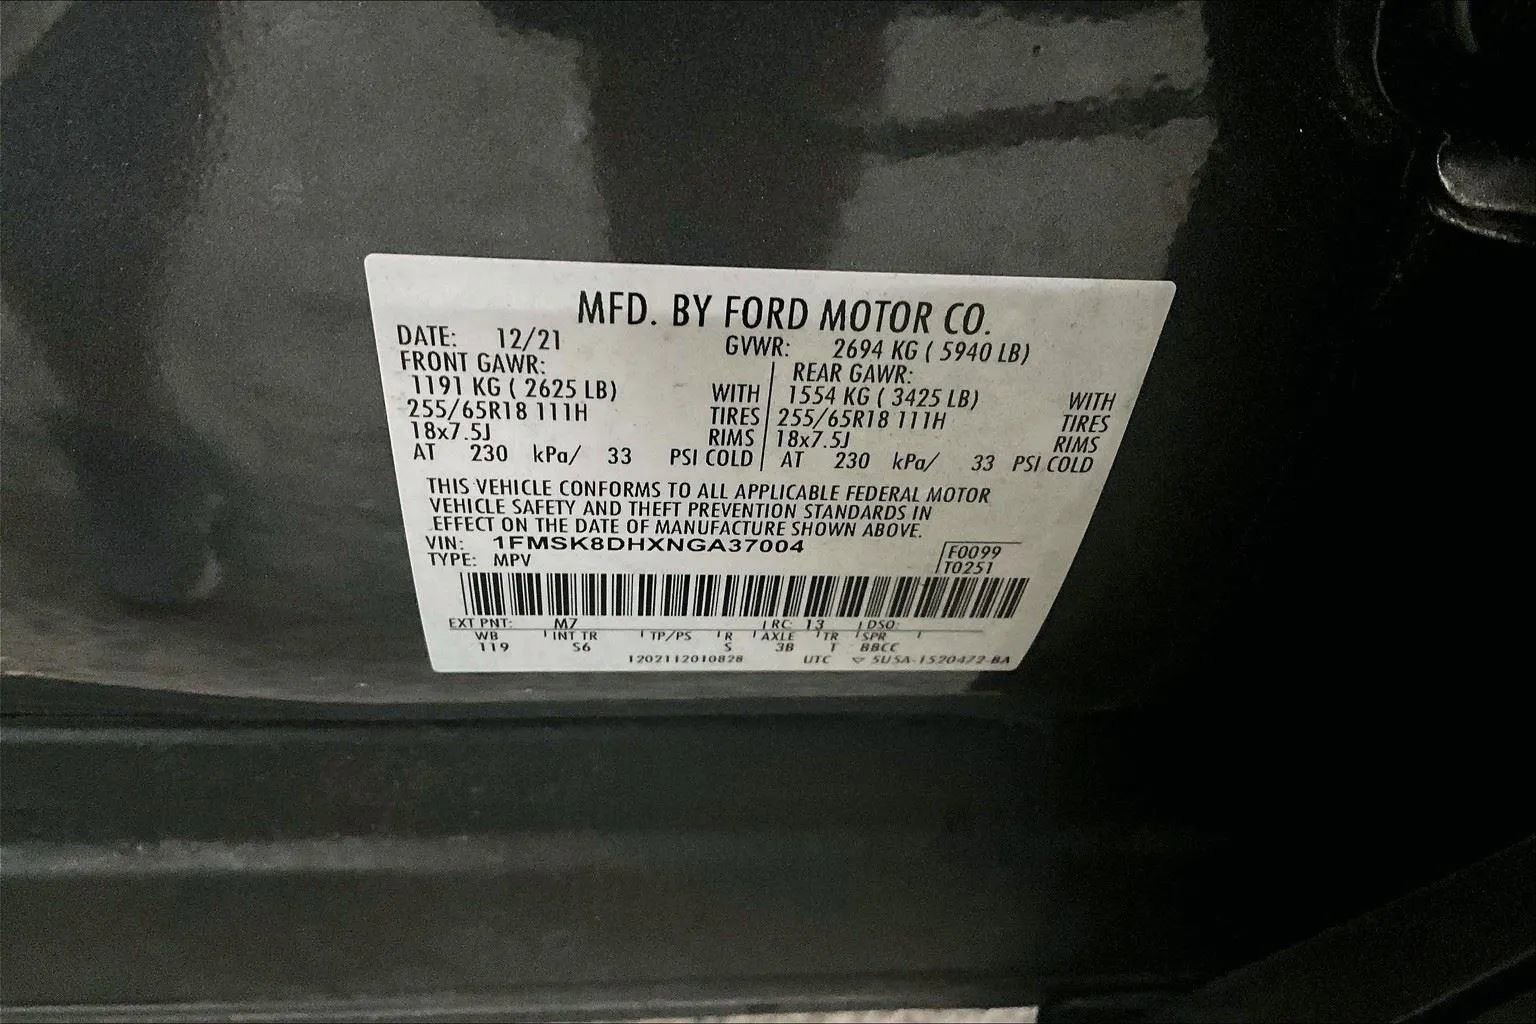 MFD. BY FORD MOTOR CO.
DATE: 12/21 GVWR: 2694 KG ( 5940 LB)
FRONT GAWR: REAR GAWR:
1191 KG ( 2625 LB) WITH 1554 KG ( 3425 LB) WITH
255/65R18 111H TIRES 255/65R18 111H TIRES
18x7.5J RIMS 18x7.5J RIMS
AT 230 kPa/ 33 PSI COLD AT 230 kPa/ 33 PSI COLD
THIS VEHICLE CONFORMS TO ALL APPLICABLE FEDERAL MOTOR
VEHICLE SAFETY AND THEFT PREVENTION STANDARDS IN
EFFECT ON THE DATE OF MANUFACTURE SHOWN ABOVE.
VIN: 1FMSK8DHXNGA37004 F0099
TYPE: MPV T0251
EXT PNT: M7 RC: 13 DSO:
WB INT TR TP/PS R AXLE TR SPR
119 S6 S 3B T BBCC
1202112010828 UTC 5U5A-1520472-BA